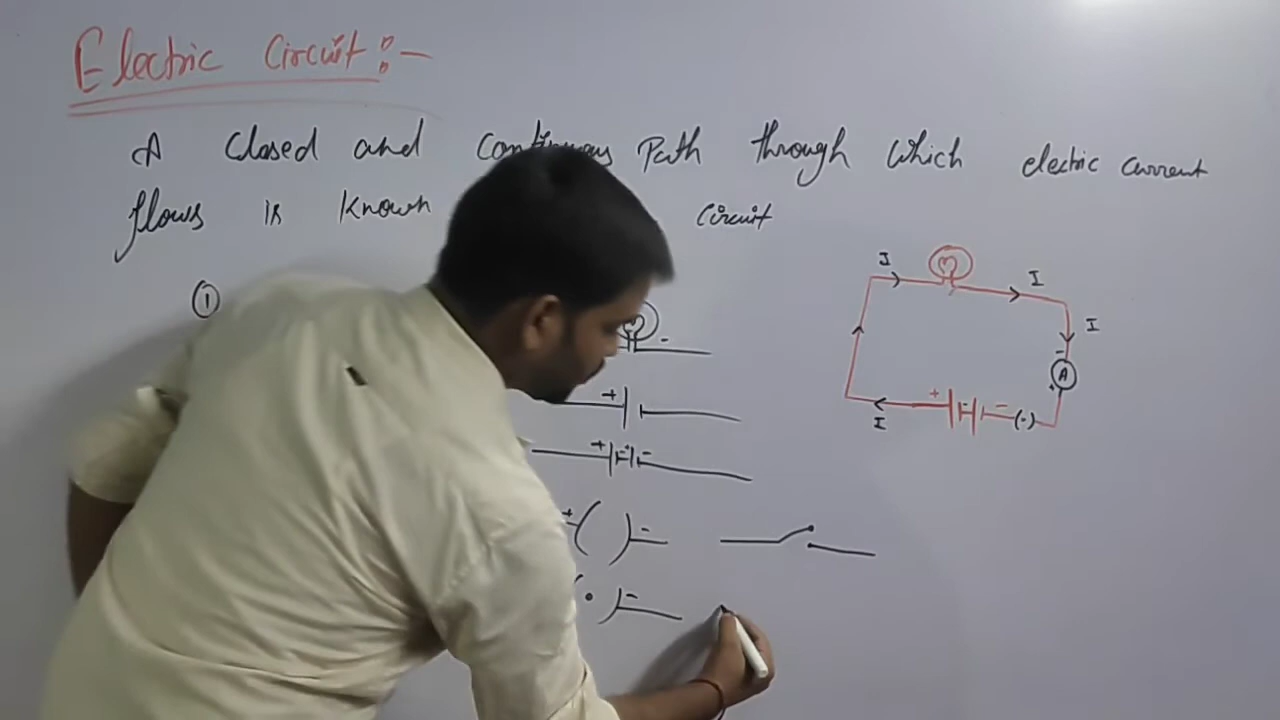 Electric Circuit :-
A closed and continuous Path through which electric current
flows is known circuit
①
I
I
I
A
I
+ -
-
+ -
+ + -
+ -
-